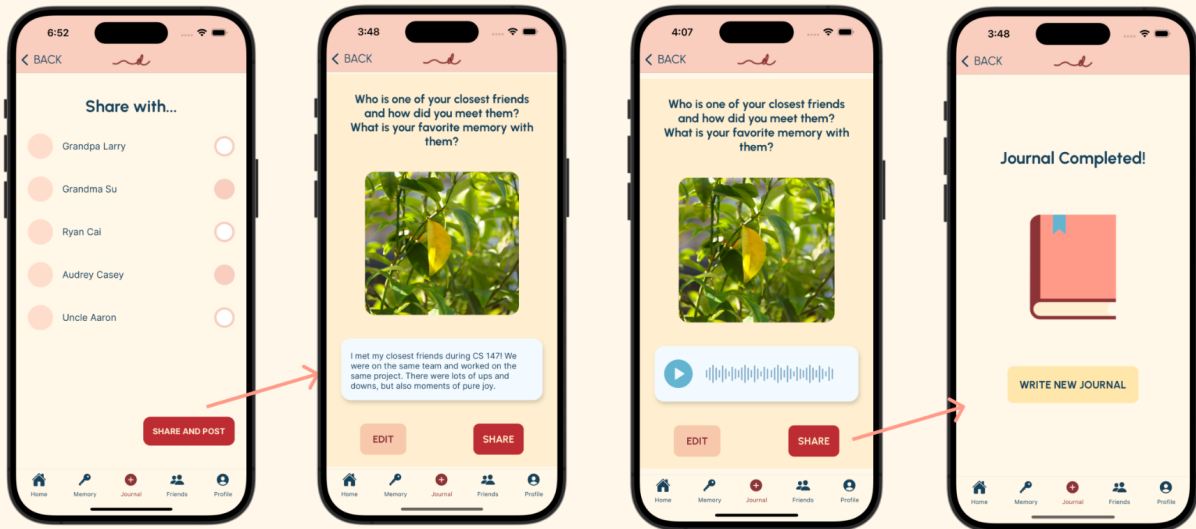 6:52
BACK
Share with...
Grandpa Larry
Grandma Su
Ryan Cai
Audrey Casey
Uncle Aaron
SHARE AND POST
Home Memory Journal Friends Profile
3:48
BACK
Who is one of your closest friends
and how did you meet them?
What is your favorite memory with
them?
I met my closest friends during CS 147! We
were on the same team and worked on the
same project. There were lots of ups and
downs, but also moments of pure joy.
EDIT SHARE
Home Memory Journal Friends Profile
4:07
BACK
Who is one of your closest friends
and how did you meet them?
What is your favorite memory with
them?
EDIT SHARE
Home Memory Journal Friends Profile
3:48
BACK
Journal Completed!
WRITE NEW JOURNAL
Home Memory Journal Friends Profile